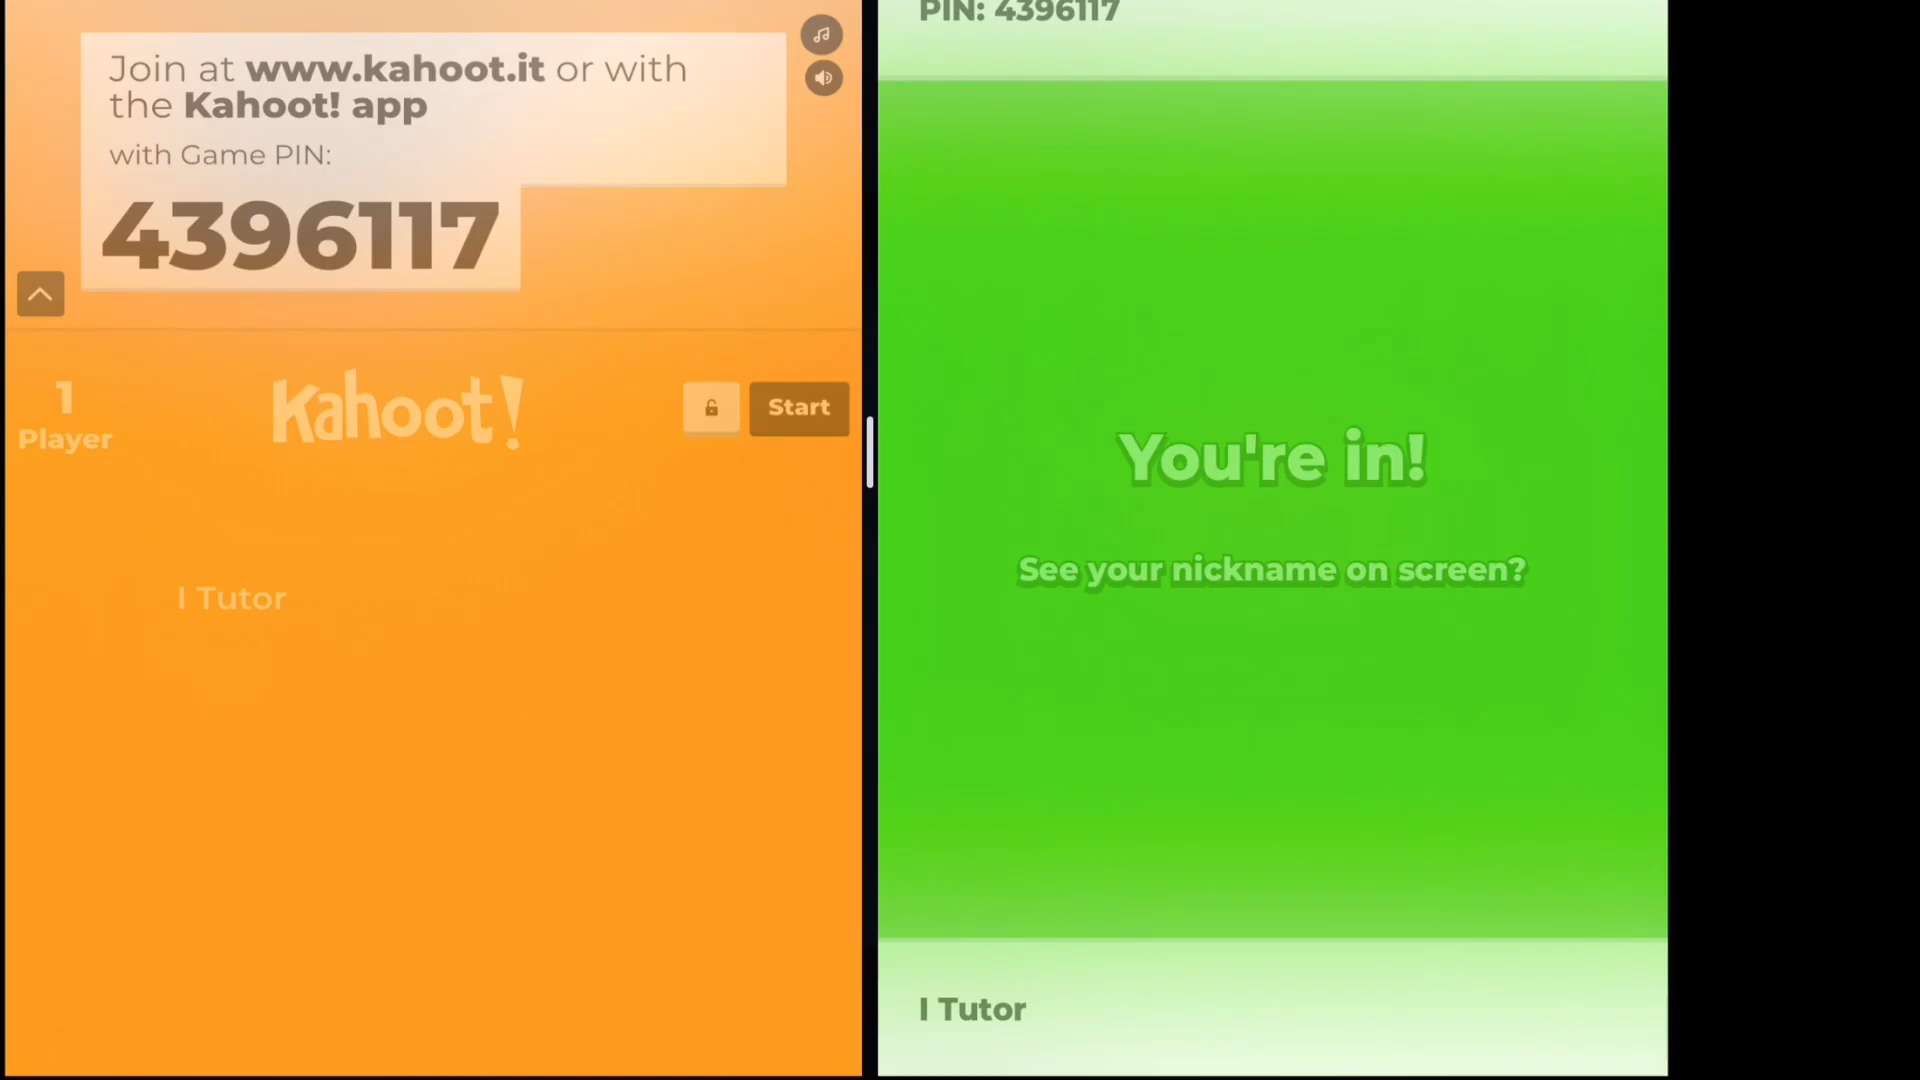 Join at www.kahoot.it or with
the Kahoot! app
with Game PIN:
4396117
1
Player
Kahoot!
Start
I Tutor
PIN: 4396117
You're in!
See your nickname on screen?
I Tutor